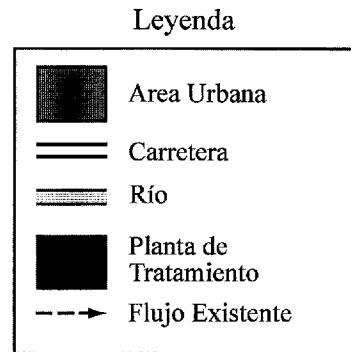 Leyenda
Area Urbana
Carretera
Río
Planta de
Tratamiento
Flujo Existente